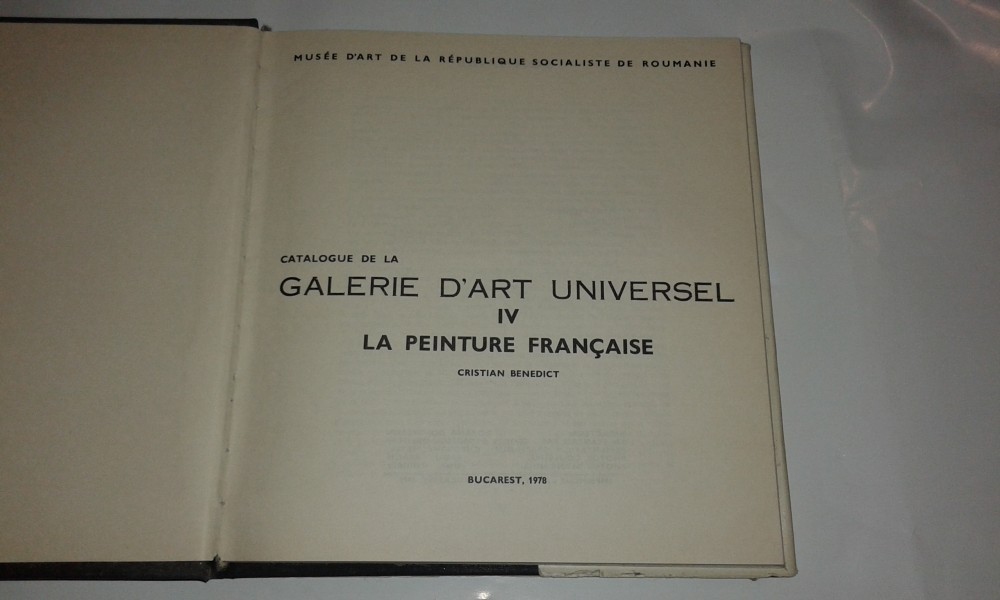 MUSÉE D'ART DE LA RÉPUBLIQUE SOCIALISTE DE ROUMANIE
CATALOGUE DE LA
GALERIE D'ART UNIVERSEL
IV
LA PEINTURE FRANÇAISE
CRISTIAN BENEDICT
BUCAREST, 1978